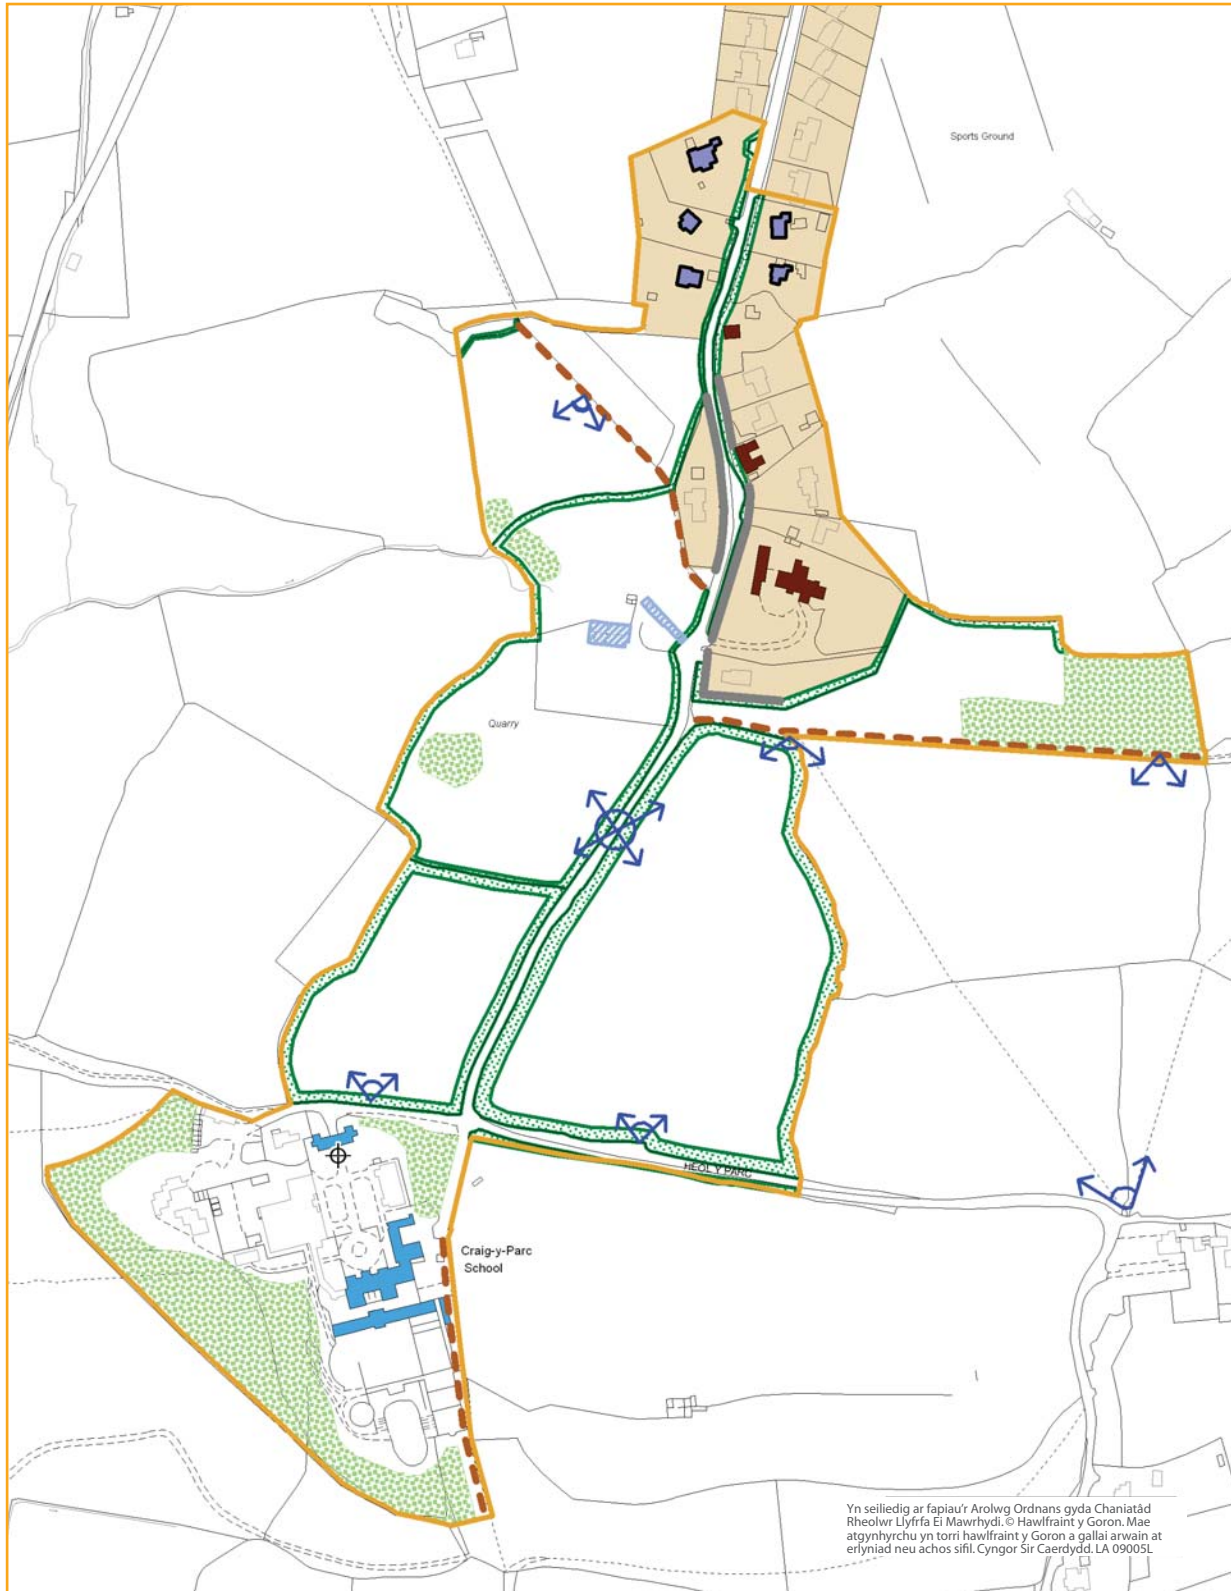 Sports Ground
Quarry
HEOL Y PARC
Craig-y-Parc
School
Yn seiliedig ar fapiau'r Arolwg Ordnans gyda Chaniatâd
Rheolwr Llyfrfa Ei Mawrhydi. © Hawlfraint y Goron. Mae
atgynhyrchu yn torri hawlfraint y Goron a gallai arwain at
erlyniad neu achos sifil. Cyngor Sir Caerdydd. LA 09005L